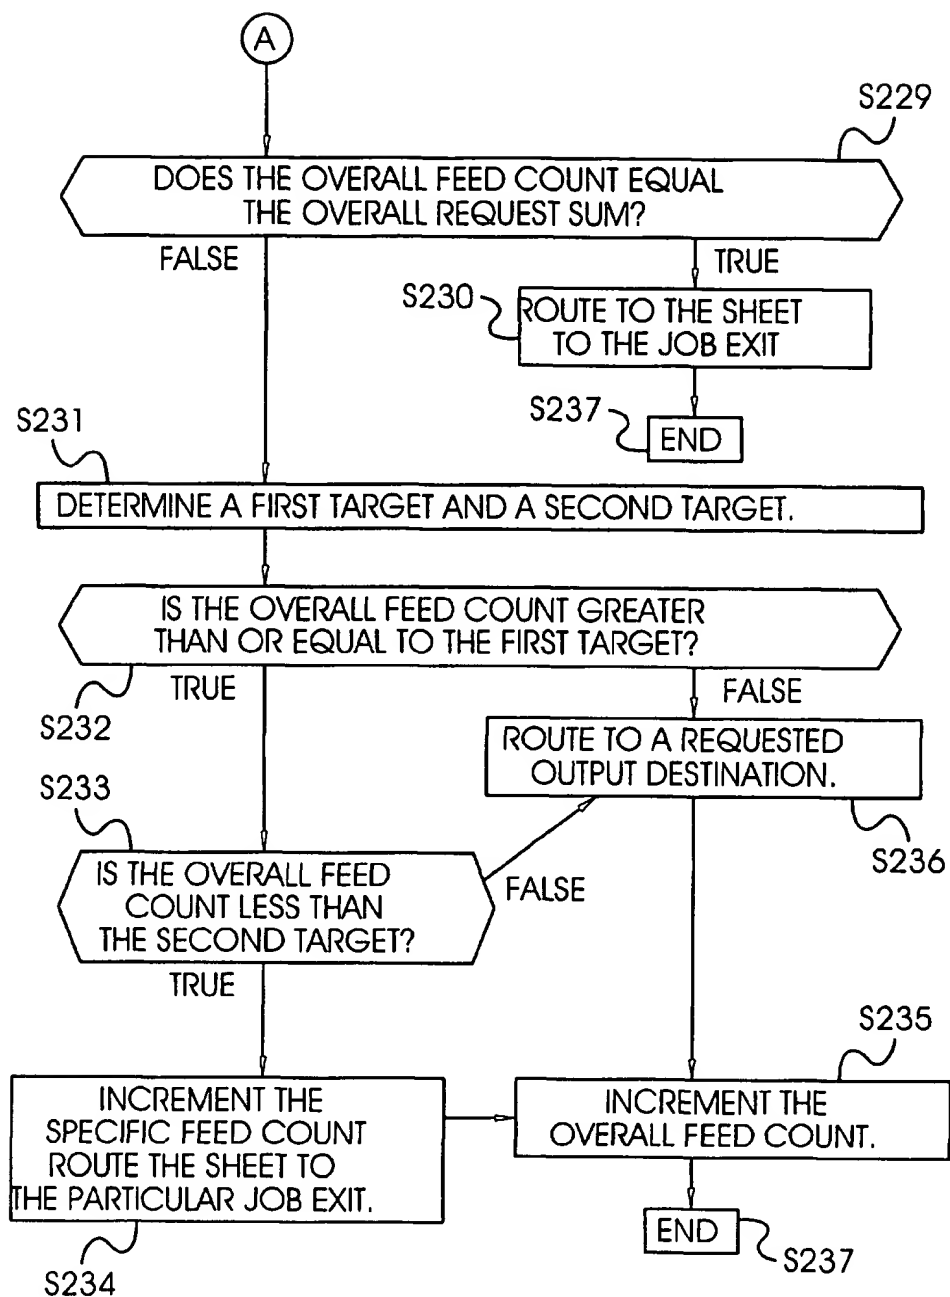 A
S229
DOES THE OVERALL FEED COUNT EQUAL
THE OVERALL REQUEST SUM?
FALSE
TRUE
S230
ROUTE TO THE SHEET
TO THE JOB EXIT
S237
END
S231
DETERMINE A FIRST TARGET AND A SECOND TARGET.
IS THE OVERALL FEED COUNT GREATER
THAN OR EQUAL TO THE FIRST TARGET?
TRUE
FALSE
S232
ROUTE TO A REQUESTED
OUTPUT DESTINATION.
S233
S236
IS THE OVERALL FEED
COUNT LESS THAN
THE SECOND TARGET?
FALSE
TRUE
S235
INCREMENT THE
SPECIFIC FEED COUNT
ROUTE THE SHEET TO
THE PARTICULAR JOB EXIT.
INCREMENT THE
OVERALL FEED COUNT.
S234
END
S237